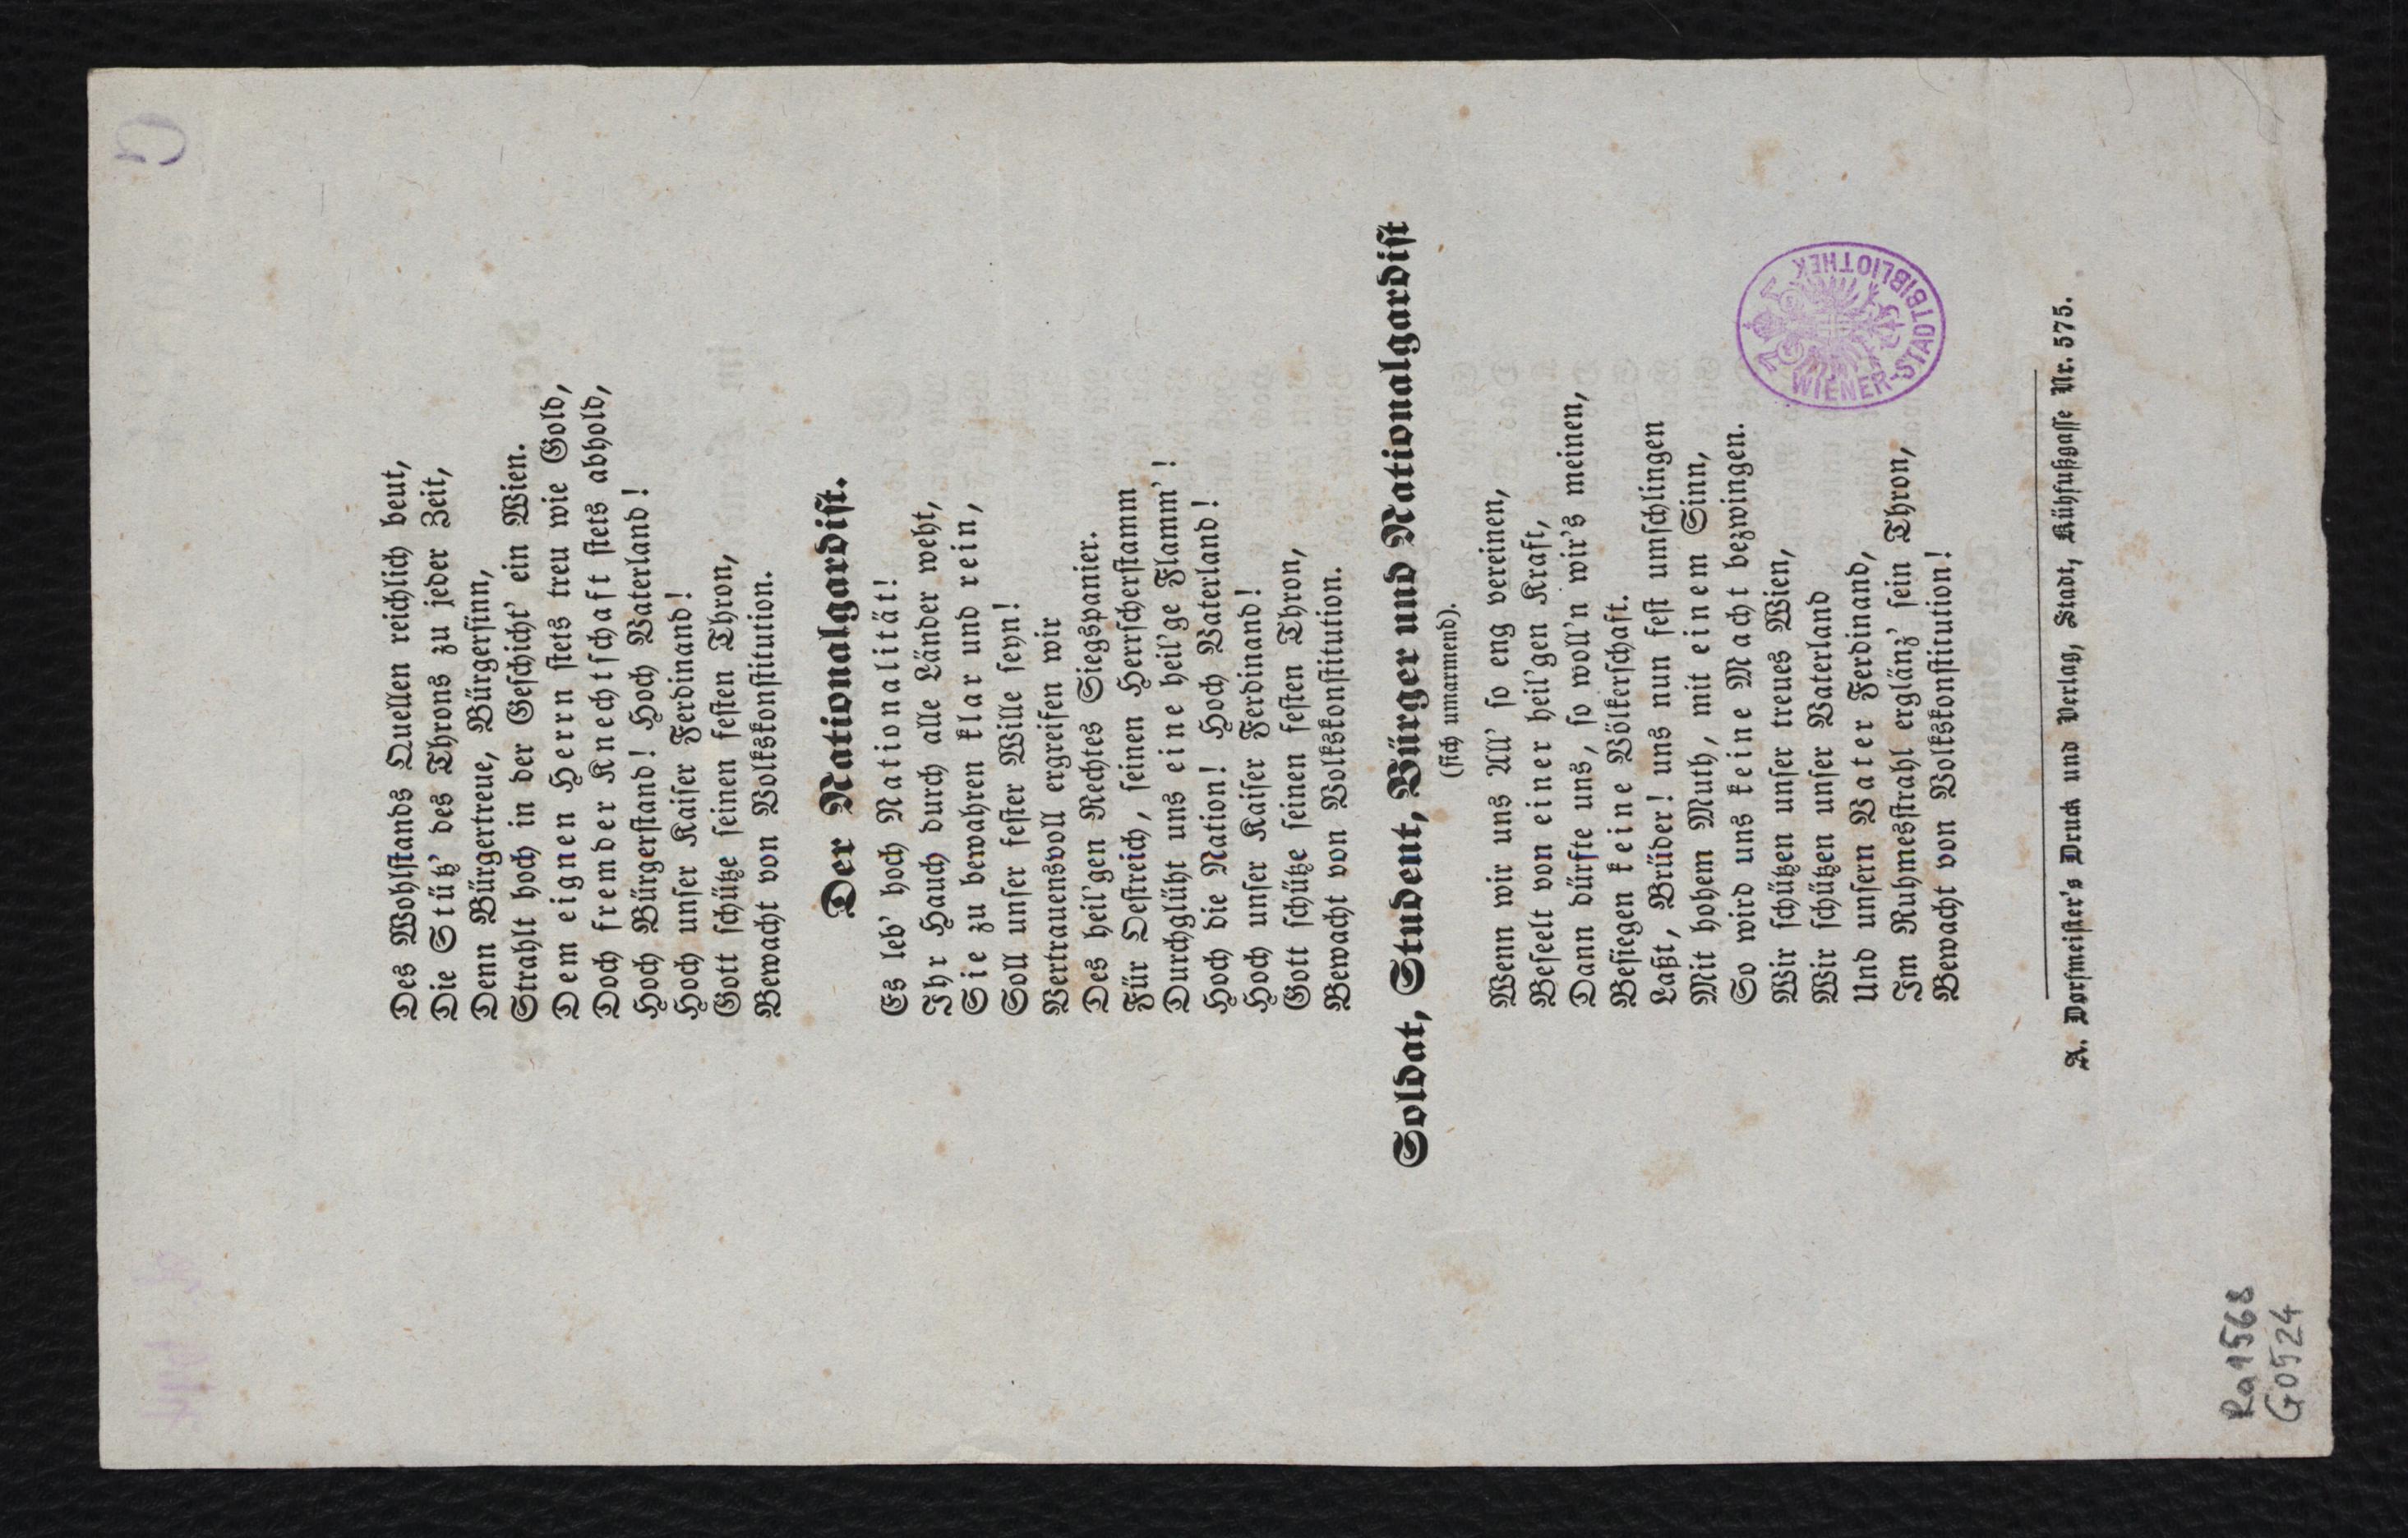 Des Wohlſtands Quellen reichlich beut,
Die Stütz' des Throns zu jeder Zeit,
Denn Bürgertreue, Bürgerſinn,
Strahlt hoch in der Geſchicht' ein Wien.
Dem eignen Herrn ſtets treu wie Gold,
Doch fremder Knechtſchaft ſtets abhold,
Hoch Bürgerſtand! Hoch Vaterland!
Hoch unſer Kaiſer Ferdinand!
Gott ſchütze ſeinen feſten Thron,
Bewacht von Volkskonſtitution.
Der Nationalgardiſt.
Es leb' hoch Nationalität!
Ihr Hauch durch alle Länder weht,
Sie zu bewahren klar und rein,
Soll unſer feſter Wille ſeyn!
Vertrauensvoll ergreifen wir
Des heil'gen Rechtes Siegspanier.
Für Oeſtreich, ſeinen Herrſcherſtamm
Durchglüht uns eine heil'ge Flamm'!
Hoch die Nation! Hoch Vaterland!
Hoch unſer Kaiſer Ferdinand!
Gott ſchütze ſeinen feſten Thron,
Bewacht von Volkskonſtitution.
Soldat, Student, Bürger und Nationalgardiſt
(ſich umarmend).
Wenn wir uns All' ſo eng vereinen,
Beſeelt von einer heil'gen Kraft,
Dann dürfte uns, ſo woll'n wir's meinen,
Beſiegen keine Völkerſchaft.
Laßt, Brüder! uns nun feſt umſchlingen
Mit hohem Muth, mit einem Sinn,
So wird uns keine Macht bezwingen.
Wir ſchützen unſer treues Wien,
Wir ſchützen unſer Vaterland
Und unſern Vater Ferdinand,
Im Ruhmesſtrahl erglänz' ſein Thron,
Bewacht von Volkskonſtitution!
WIENER-STADTBIBLIOTHEK
A. Dorfmeiſter's Druck und Verlag, Stadt, Kühfußgaſſe Nr. 575.
Ra1568
G0524